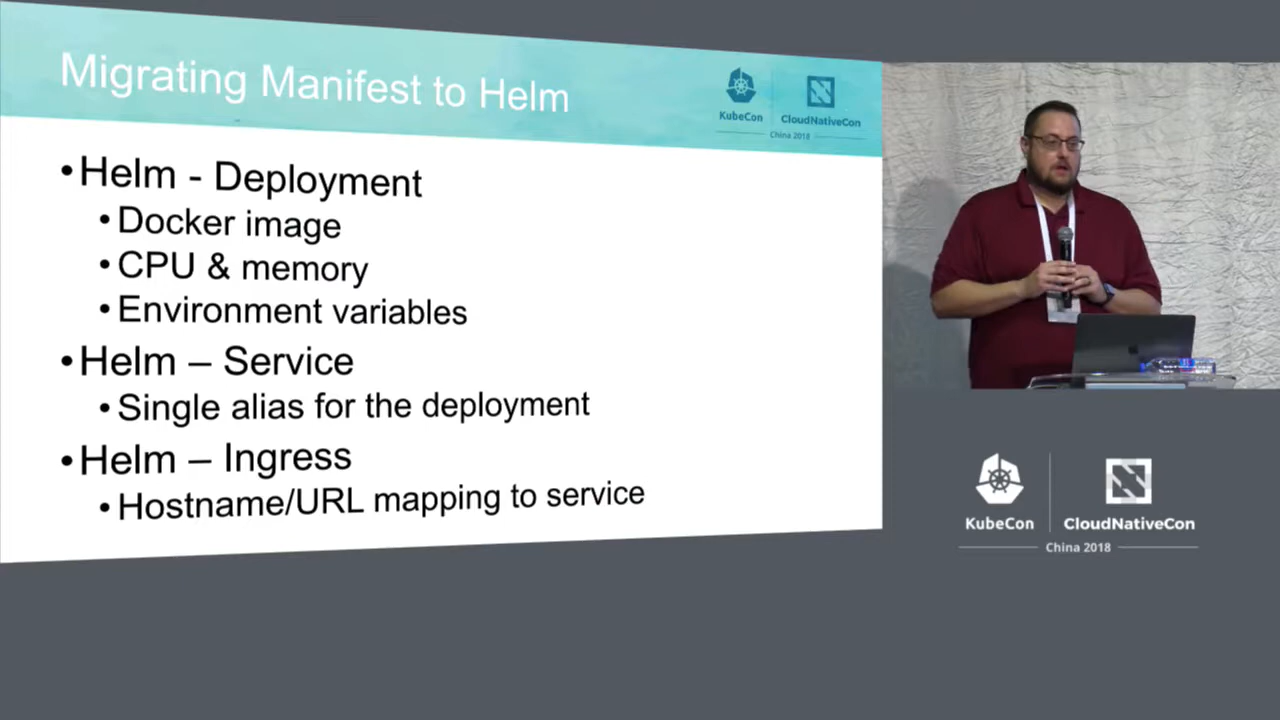 Migrating Manifest to Helm
KubeCon
CloudNativeCon
China 2018
•Helm - Deployment
•Docker image
•CPU & memory
•Environment variables
•Helm – Service
•Single alias for the deployment
•Helm – Ingress
•Hostname/URL mapping to service
KubeCon
CloudNativeCon
China 2018